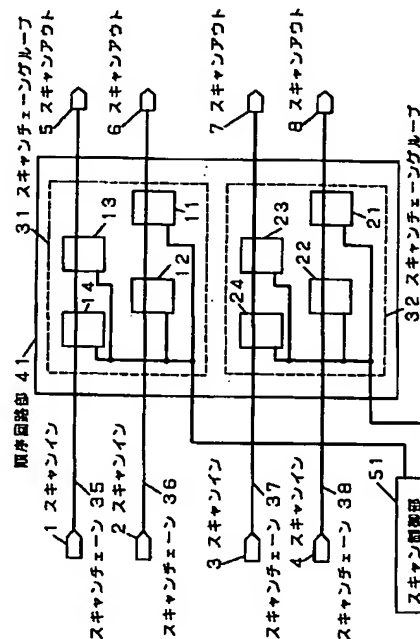 順序回路部 41
31 スキャンチェーングループ
1 スキャンイン
スキャンチェーン 35
14
13
5 スキャンアウト
2 スキャンイン
スキャンチェーン 36
12
11
6 スキャンアウト
3 スキャンイン
スキャンチェーン 37
24
23
7 スキャンアウト
4 スキャンイン
スキャンチェーン 38
22
21
8 スキャンアウト
32 スキャンチェーングループ
51
スキャン制御部